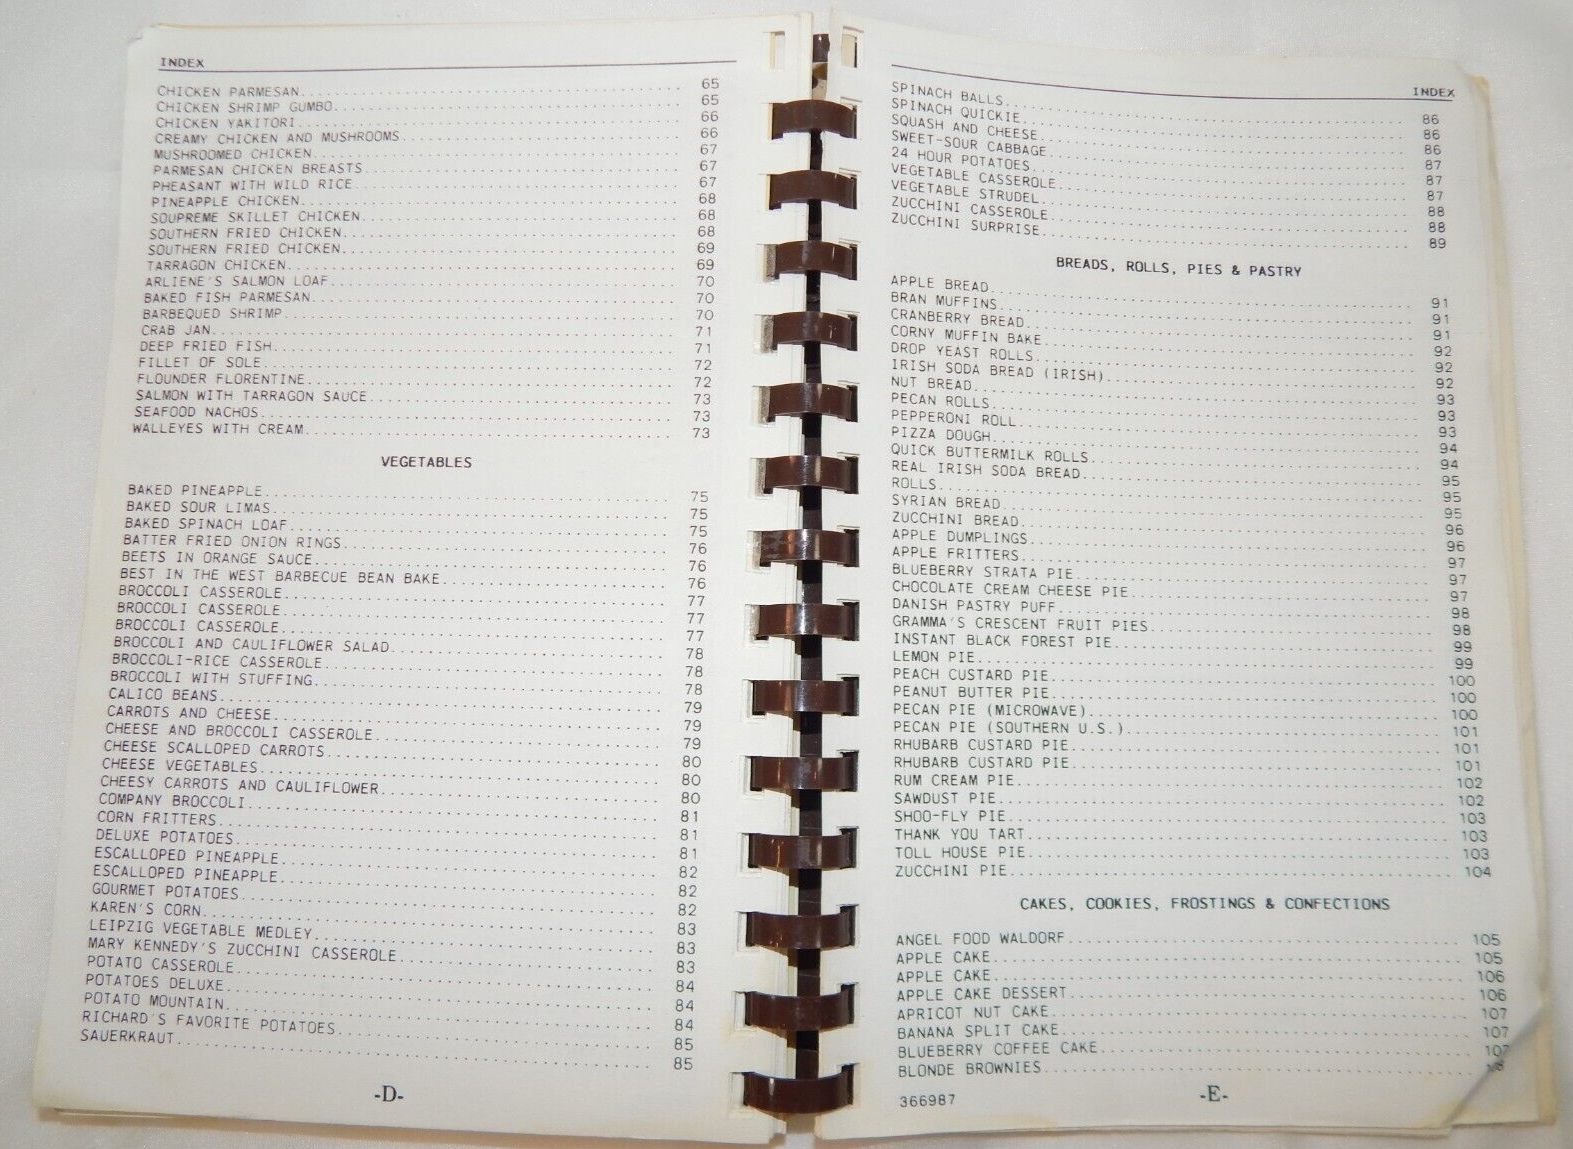 INDEX
CHICKEN PARMESAN 65
CHICKEN SHRIMP GUMBO 65
CHICKEN YAKITORI 66
CREAMY CHICKEN AND MUSHROOMS 66
MUSHROOMED CHICKEN 67
PARMESAN CHICKEN BREASTS 67
PHEASANT WITH WILD RICE 67
PINEAPPLE CHICKEN 68
SOUPREME SKILLET CHICKEN 68
SOUTHERN FRIED CHICKEN 68
SOUTHERN FRIED CHICKEN 69
TARRAGON CHICKEN 69
ARLIENE'S SALMON LOAF 70
BAKED FISH PARMESAN 70
BARBEQUED SHRIMP 70
CRAB JAN 71
DEEP FRIED FISH 71
FILLET OF SOLE 72
FLOUNDER FLORENTINE 72
SALMON WITH TARRAGON SAUCE 73
SEAFOOD NACHOS 73
WALLEYES WITH CREAM 73
VEGETABLES
BAKED PINEAPPLE 75
BAKED SOUR LIMAS 75
BAKED SPINACH LOAF 75
BATTER FRIED ONION RINGS 76
BEETS IN ORANGE SAUCE 76
BEST IN THE WEST BARBECUE BEAN BAKE 76
BROCCOLI CASSEROLE 77
BROCCOLI CASSEROLE 77
BROCCOLI CASSEROLE 77
BROCCOLI AND CAULIFLOWER SALAD 78
BROCCOLI-RICE CASSEROLE 78
BROCCOLI WITH STUFFING 78
CALICO BEANS 79
CARROTS AND CHEESE 79
CHEESE AND BROCCOLI CASSEROLE 79
CHEESE SCALLOPED CARROTS 80
CHEESE VEGETABLES 80
CHEESY CARROTS AND CAULIFLOWER 80
COMPANY BROCCOLI 81
CORN FRITTERS 81
DELUXE POTATOES 81
ESCALLOPED PINEAPPLE 82
ESCALLOPED PINEAPPLE 82
GOURMET POTATOES 82
KAREN'S CORN 83
LEIPZIG VEGETABLE MEDLEY 83
MARY KENNEDY'S ZUCCHINI CASSEROLE 83
POTATO CASSEROLE 84
POTATOES DELUXE 84
POTATO MOUNTAIN 84
RICHARD'S FAVORITE POTATOES 85
SAUERKRAUT 85
-D-
INDEX
SPINACH BALLS 86
SPINACH QUICKIE 86
SQUASH AND CHEESE 86
SWEET-SOUR CABBAGE 87
24 HOUR POTATOES 87
VEGETABLE CASSEROLE 87
VEGETABLE STRUDEL 88
ZUCCHINI CASSEROLE 88
ZUCCHINI SURPRISE 89
BREADS, ROLLS, PIES & PASTRY
APPLE BREAD 91
BRAN MUFFINS 91
CRANBERRY BREAD 91
CORNY MUFFIN BAKE 92
DROP YEAST ROLLS 92
IRISH SODA BREAD (IRISH) 92
NUT BREAD 93
PECAN ROLLS 93
PEPPERONI ROLL 93
PIZZA DOUGH 94
QUICK BUTTERMILK ROLLS 94
REAL IRISH SODA BREAD 95
ROLLS 95
SYRIAN BREAD 95
ZUCCHINI BREAD 96
APPLE DUMPLINGS 96
APPLE FRITTERS 97
BLUEBERRY STRATA PIE 97
CHOCOLATE CREAM CHEESE PIE 97
DANISH PASTRY PUFF 98
GRAMMA'S CRESCENT FRUIT PIES 98
INSTANT BLACK FOREST PIE 99
LEMON PIE 99
PEACH CUSTARD PIE 100
PEANUT BUTTER PIE 100
PECAN PIE (MICROWAVE) 100
PECAN PIE (SOUTHERN U.S.) 101
RHUBARB CUSTARD PIE 101
RHUBARB CUSTARD PIE 101
RUM CREAM PIE 102
SAWDUST PIE 102
SHOO-FLY PIE 103
THANK YOU TART 103
TOLL HOUSE PIE 103
ZUCCHINI PIE 104
CAKES, COOKIES, FROSTINGS & CONFECTIONS
ANGEL FOOD WALDORF 105
APPLE CAKE 105
APPLE CAKE 106
APPLE CAKE DESSERT 106
APRICOT NUT CAKE 107
BANANA SPLIT CAKE 107
BLUEBERRY COFFEE CAKE 107
BLONDE BROWNIES
366987
-E-